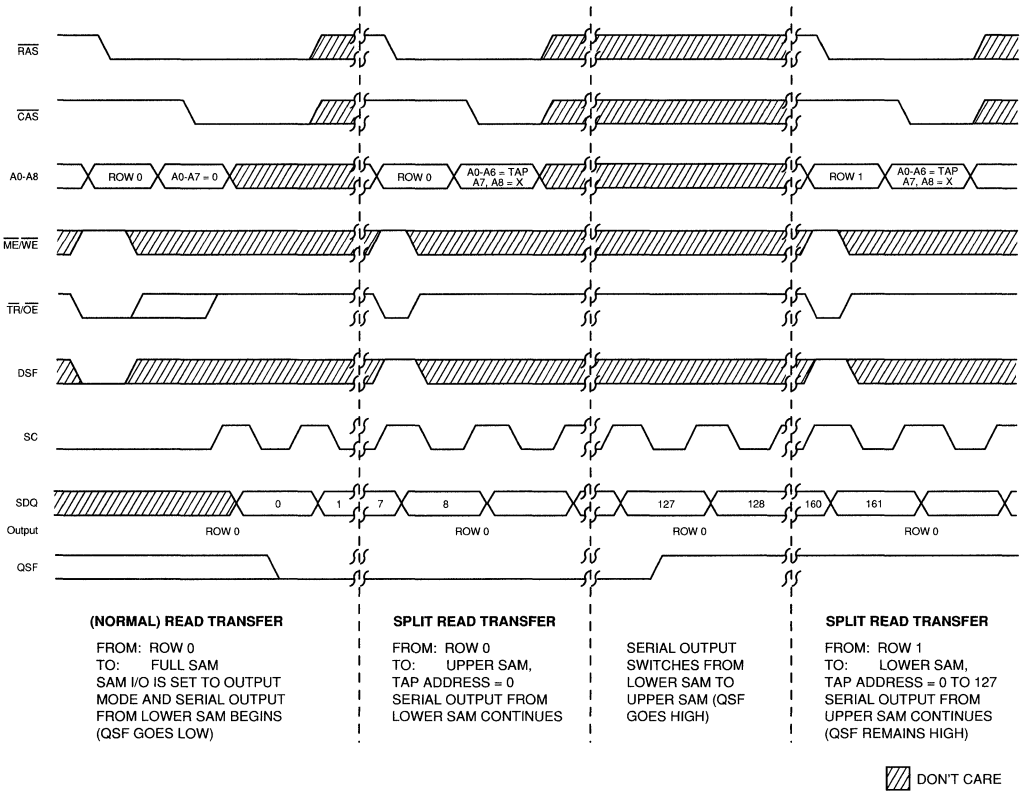 RAS
CAS
A0-A8 ROW 0 A0-A7 = 0 ROW 0 A0-A6 = TAP A7, A8 = X ROW 1 A0-A6 = TAP A7, A8 = X
ME/WE
TR/OE
DSF
SC
SDQ 0 1 7 8 127 128 160 161
Output ROW 0 ROW 0 ROW 0 ROW 0
QSF
(NORMAL) READ TRANSFER
FROM: ROW 0
TO: FULL SAM
SAM I/O IS SET TO OUTPUT
MODE AND SERIAL OUTPUT
FROM LOWER SAM BEGINS
(QSF GOES LOW)
SPLIT READ TRANSFER
FROM: ROW 0
TO: UPPER SAM,
TAP ADDRESS = 0
SERIAL OUTPUT FROM
LOWER SAM CONTINUES
SERIAL OUTPUT
SWITCHES FROM
LOWER SAM TO
UPPER SAM (QSF
GOES HIGH)
SPLIT READ TRANSFER
FROM: ROW 1
TO: LOWER SAM,
TAP ADDRESS = 0 TO 127
SERIAL OUTPUT FROM
UPPER SAM CONTINUES
(QSF REMAINS HIGH)
DON'T CARE